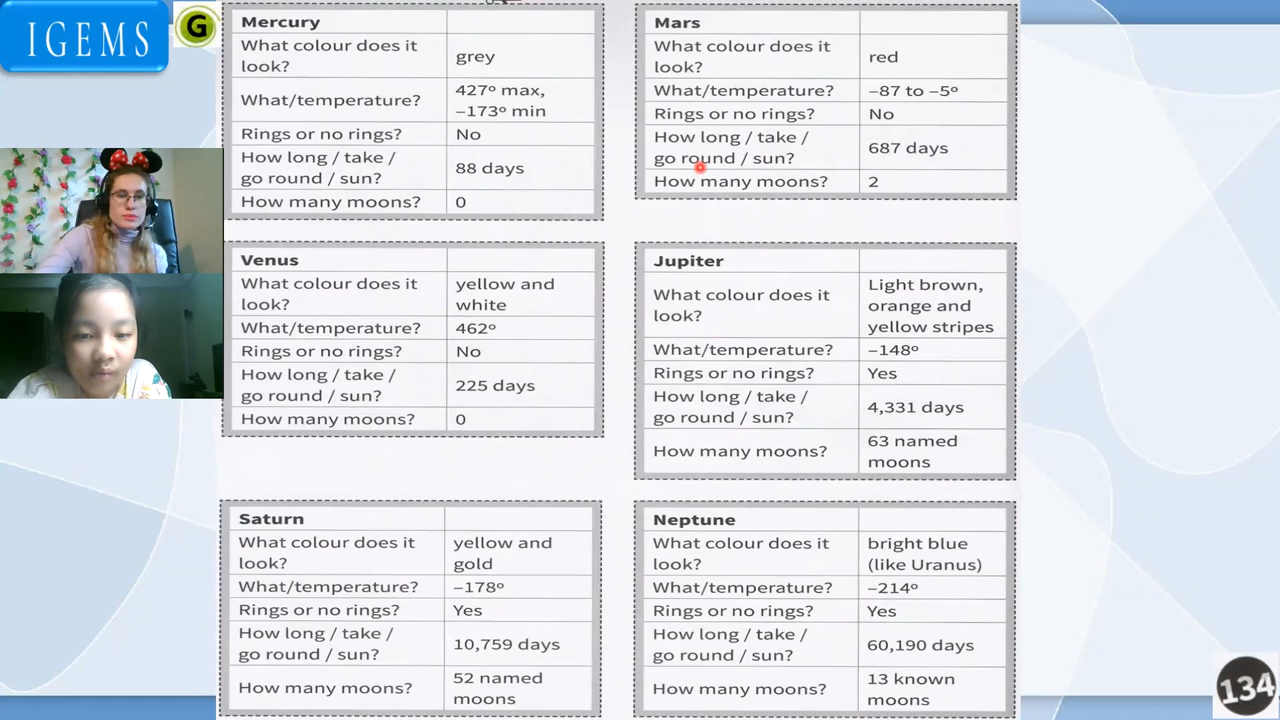 IGEMS
G
Mercury
What colour does it
look?
grey
What/temperature?
427º max,
–173º min
Rings or no rings?
No
How long / take /
go round / sun?
88 days
How many moons?
0
Mars
What colour does it
look?
red
What/temperature?
–87 to –5º
Rings or no rings?
No
How long / take /
go round / sun?
687 days
How many moons?
2
Venus
What colour does it
look?
yellow and
white
What/temperature?
462º
Rings or no rings?
No
How long / take /
go round / sun?
225 days
How many moons?
0
Jupiter
What colour does it
look?
Light brown,
orange and
yellow stripes
What/temperature?
–148º
Rings or no rings?
Yes
How long / take /
go round / sun?
4,331 days
How many moons?
63 named
moons
Saturn
What colour does it
look?
yellow and
gold
What/temperature?
–178º
Rings or no rings?
Yes
How long / take /
go round / sun?
10,759 days
How many moons?
52 named
moons
Neptune
What colour does it
look?
bright blue
(like Uranus)
What/temperature?
–214º
Rings or no rings?
Yes
How long / take /
go round / sun?
60,190 days
How many moons?
13 known
moons
134